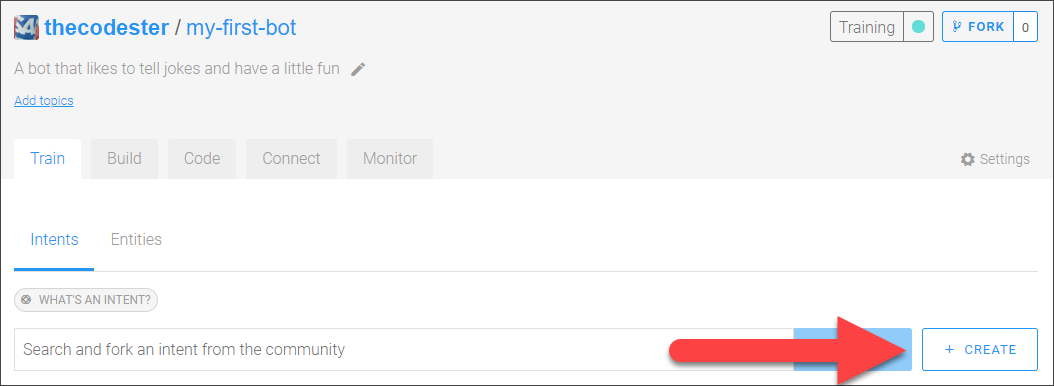 thecodester / my-first-bot
Training
FORK 0
A bot that likes to tell jokes and have a little fun
Add topics
Train Build Code Connect Monitor
Settings
Intents Entities
WHAT'S AN INTENT?
Search and fork an intent from the community
+ CREATE